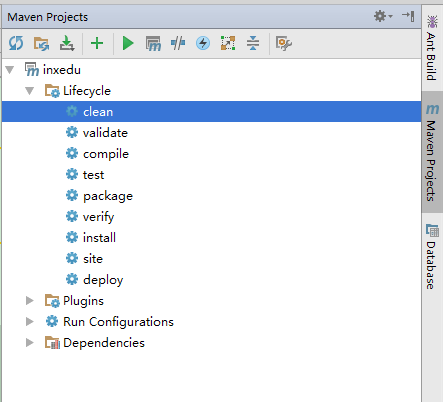 Maven Projects
inxedu
Lifecycle
clean
validate
compile
test
package
verify
install
site
deploy
Plugins
Run Configurations
Dependencies
Ant Build
Maven Projects
Database